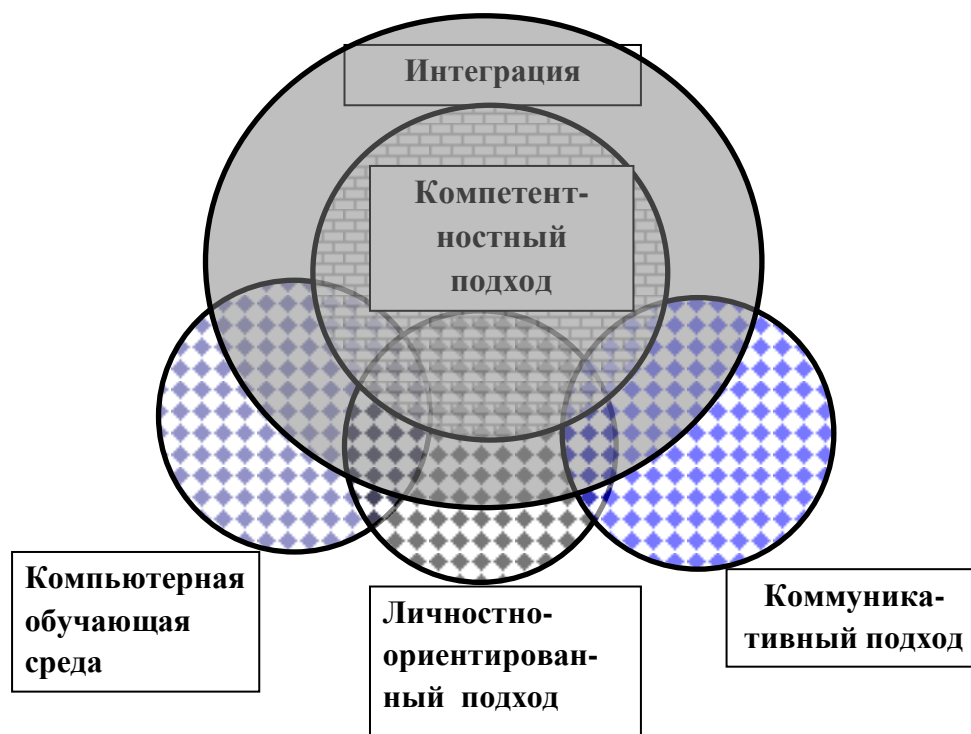 Интеграция
Компетент-
ностный
подход
Компьютерная
обучающая
среда
Личностно-
ориентирован-
ный подход
Коммуника-
тивный подход